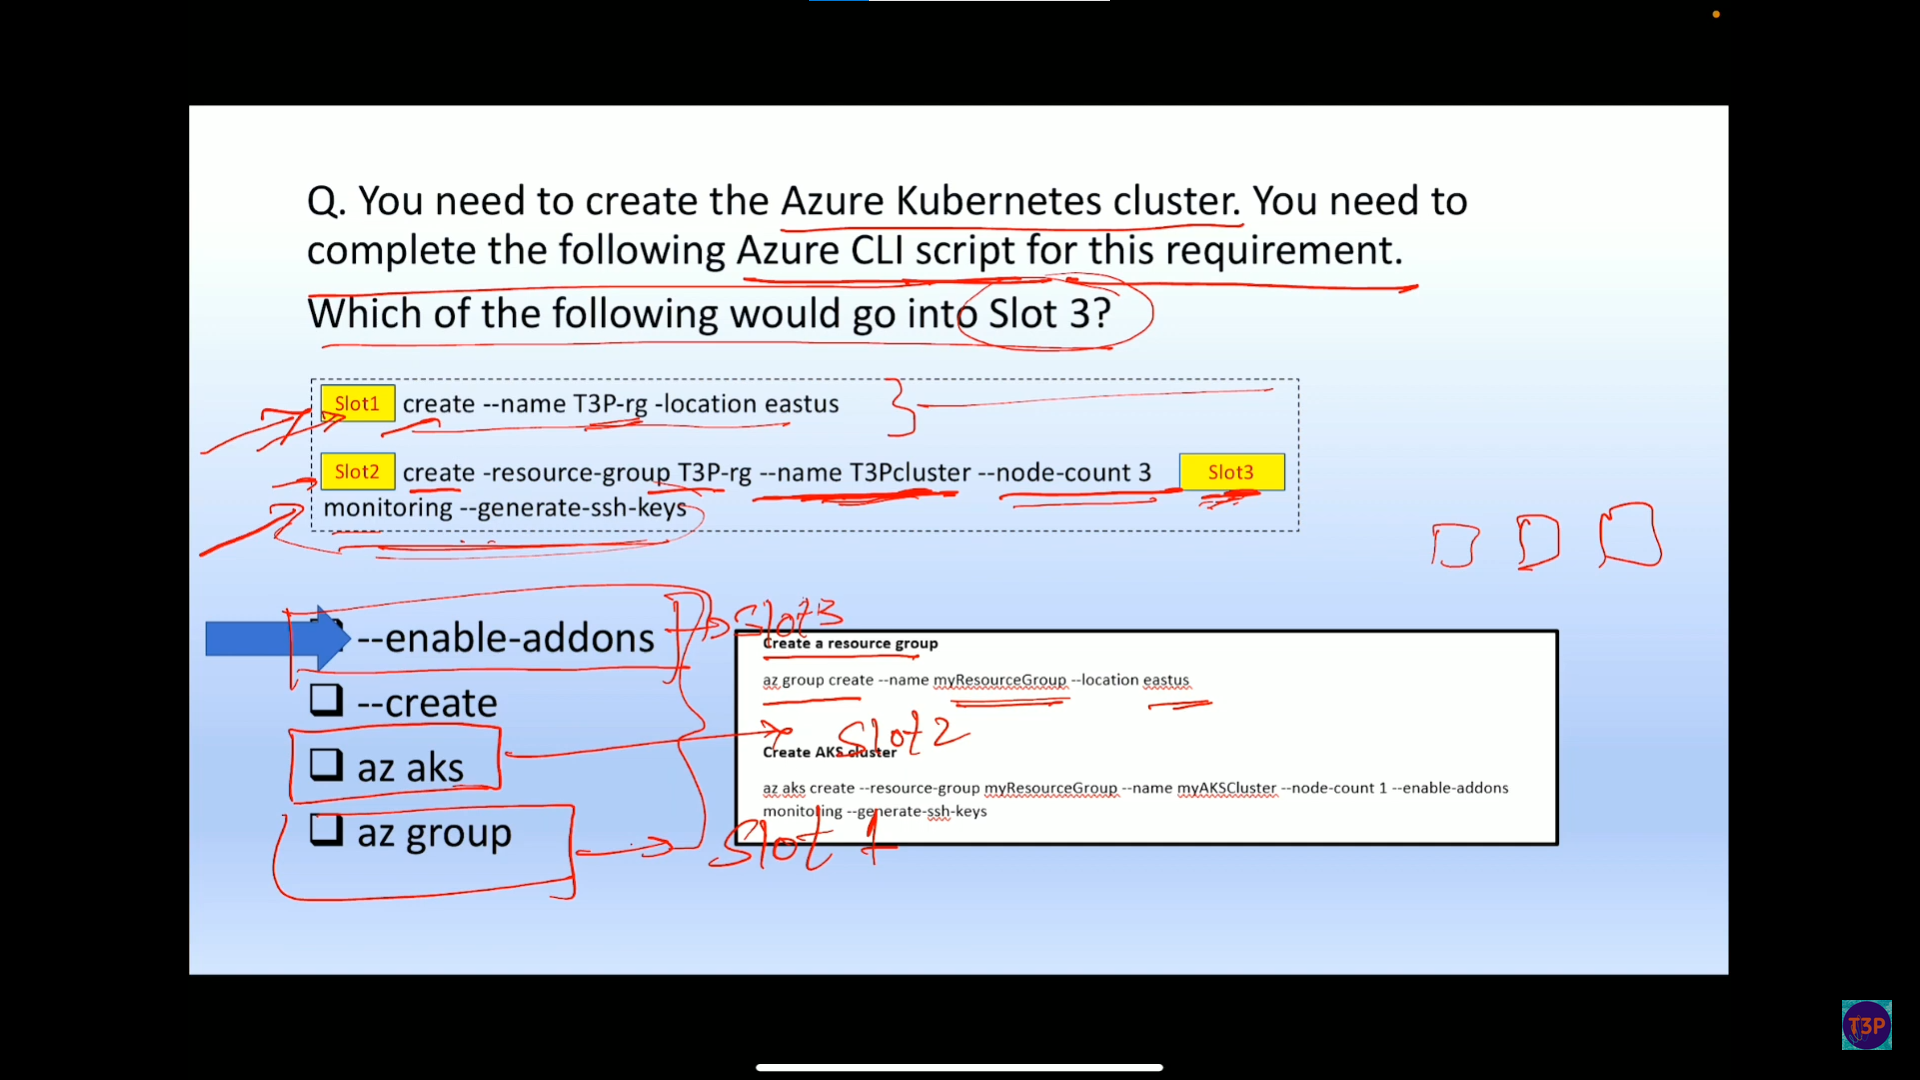 Q. You need to create the Azure Kubernetes cluster. You need to
complete the following Azure CLI script for this requirement.
Which of the following would go into Slot 3?
Slot1 create --name T3P-rg -location eastus
Slot2 create -resource-group T3P-rg --name T3Pcluster --node-count 3 Slot3
monitoring --generate-ssh-keys
--enable-addons
--create
az aks
az group
Slot3
Create a resource group
az group create --name myResourceGroup --location eastus
Slot 2
Create AKS cluster
az aks create --resource-group myResourceGroup --name myAKSCluster --node-count 1 --enable-addons
monitoring --generate-ssh-keys
Slot 1
T3P